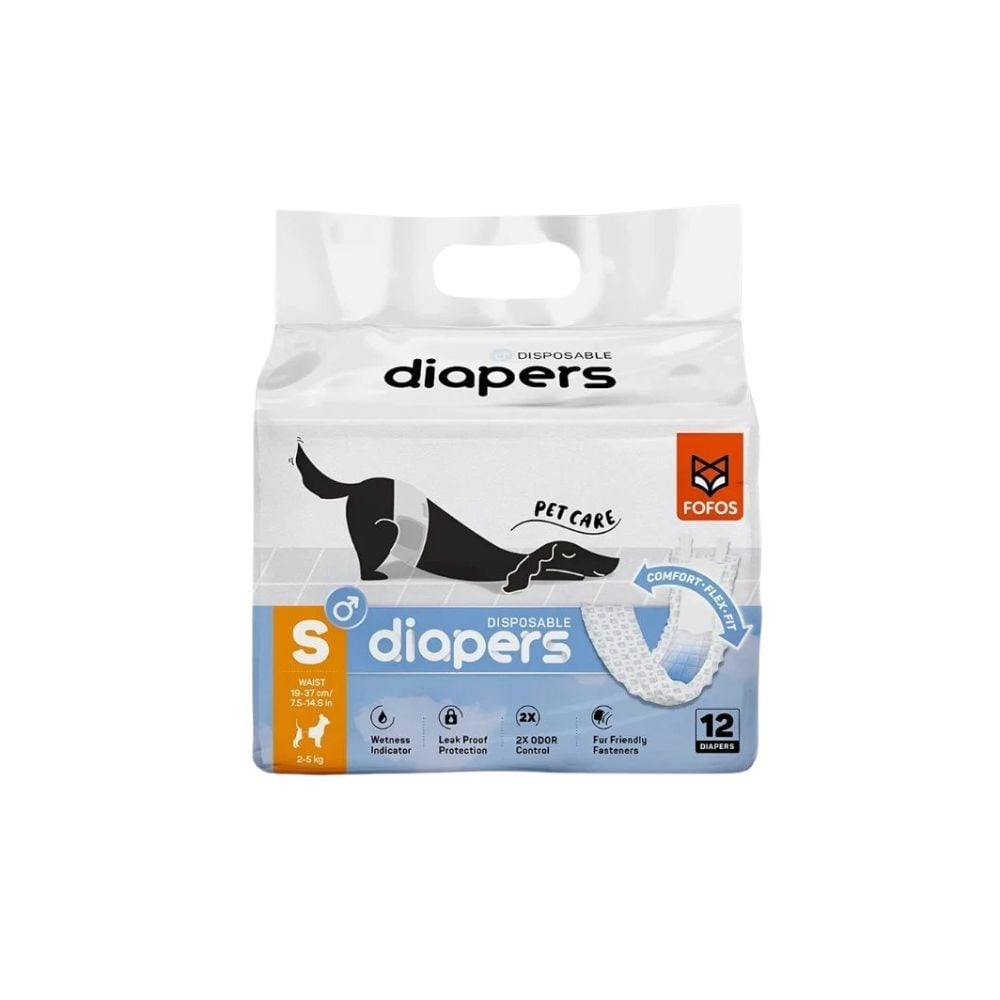 DISPOSABLE
diapers
FOFOS
PET CARE
COMFORT•FLEX•FIT
S
WAIST
19-37 cm/
7.5-14.6 in
2-5 kg
DISPOSABLE
diapers
Wetness
Indicator
Leak Proof
Protection
2X
2X ODOR
Control
Fur Friendly
Fasteners
12
DIAPERS